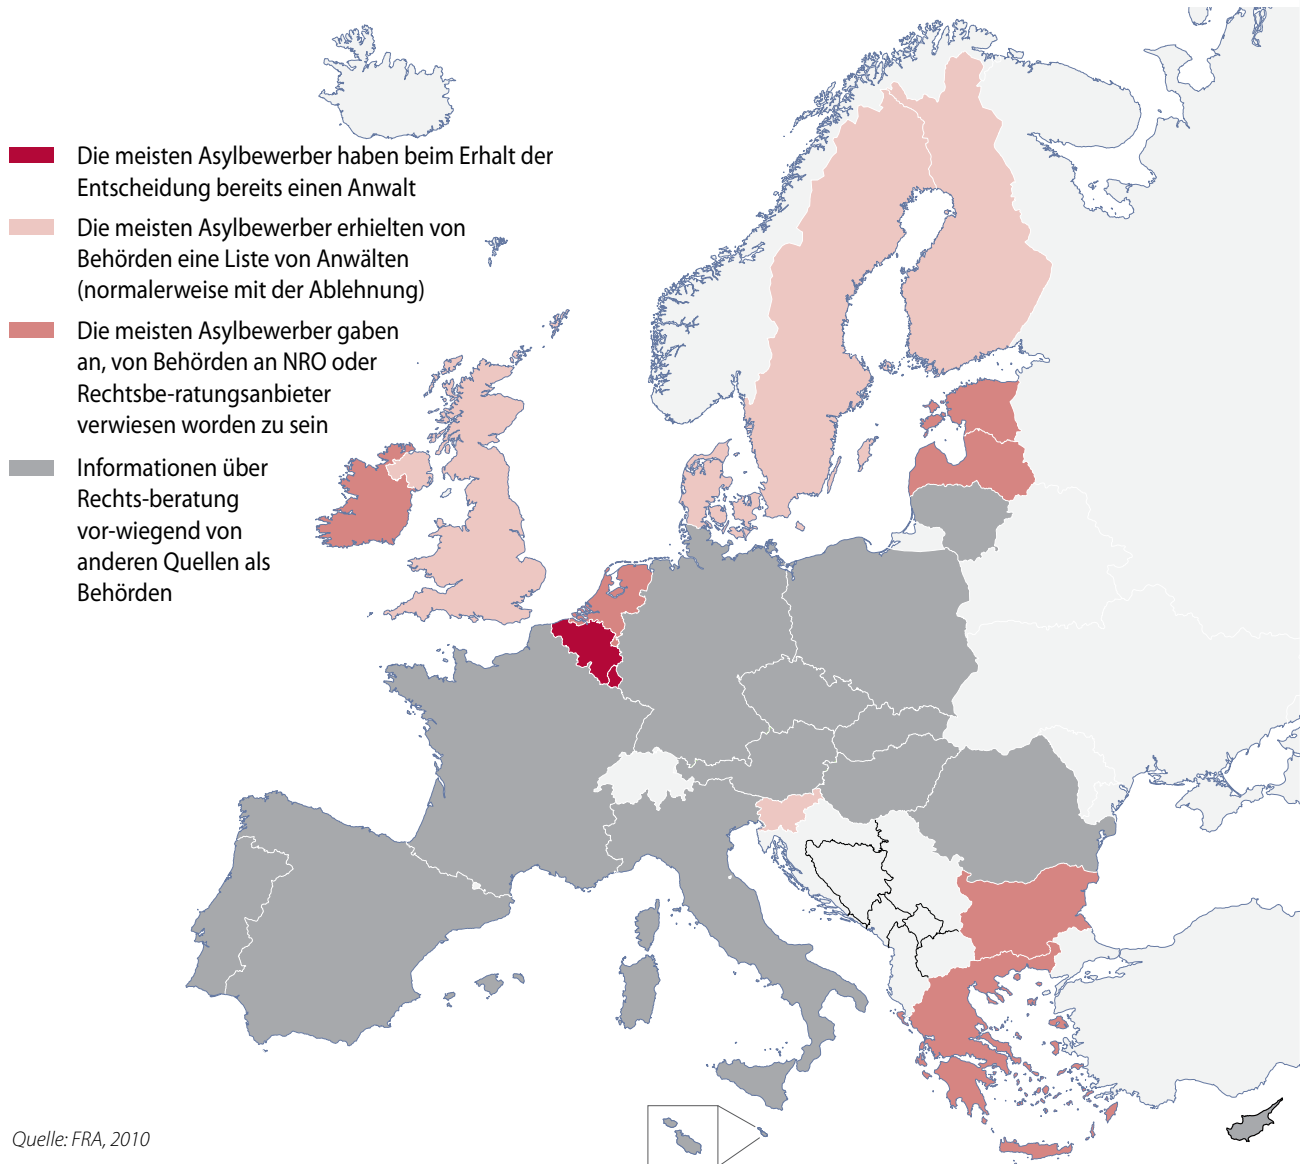 Die meisten Asylbewerber haben beim Erhalt der
Entscheidung bereits einen Anwalt
Die meisten Asylbewerber erhielten von
Behörden eine Liste von Anwälten
(normalerweise mit der Ablehnung)
Die meisten Asylbewerber gaben
an, von Behörden an NRO oder
Rechtsbe-ratungsanbieter
verwiesen worden zu sein
Informationen über
Rechts-beratung
vor-wiegend von
anderen Quellen als
Behörden
Quelle: FRA, 2010